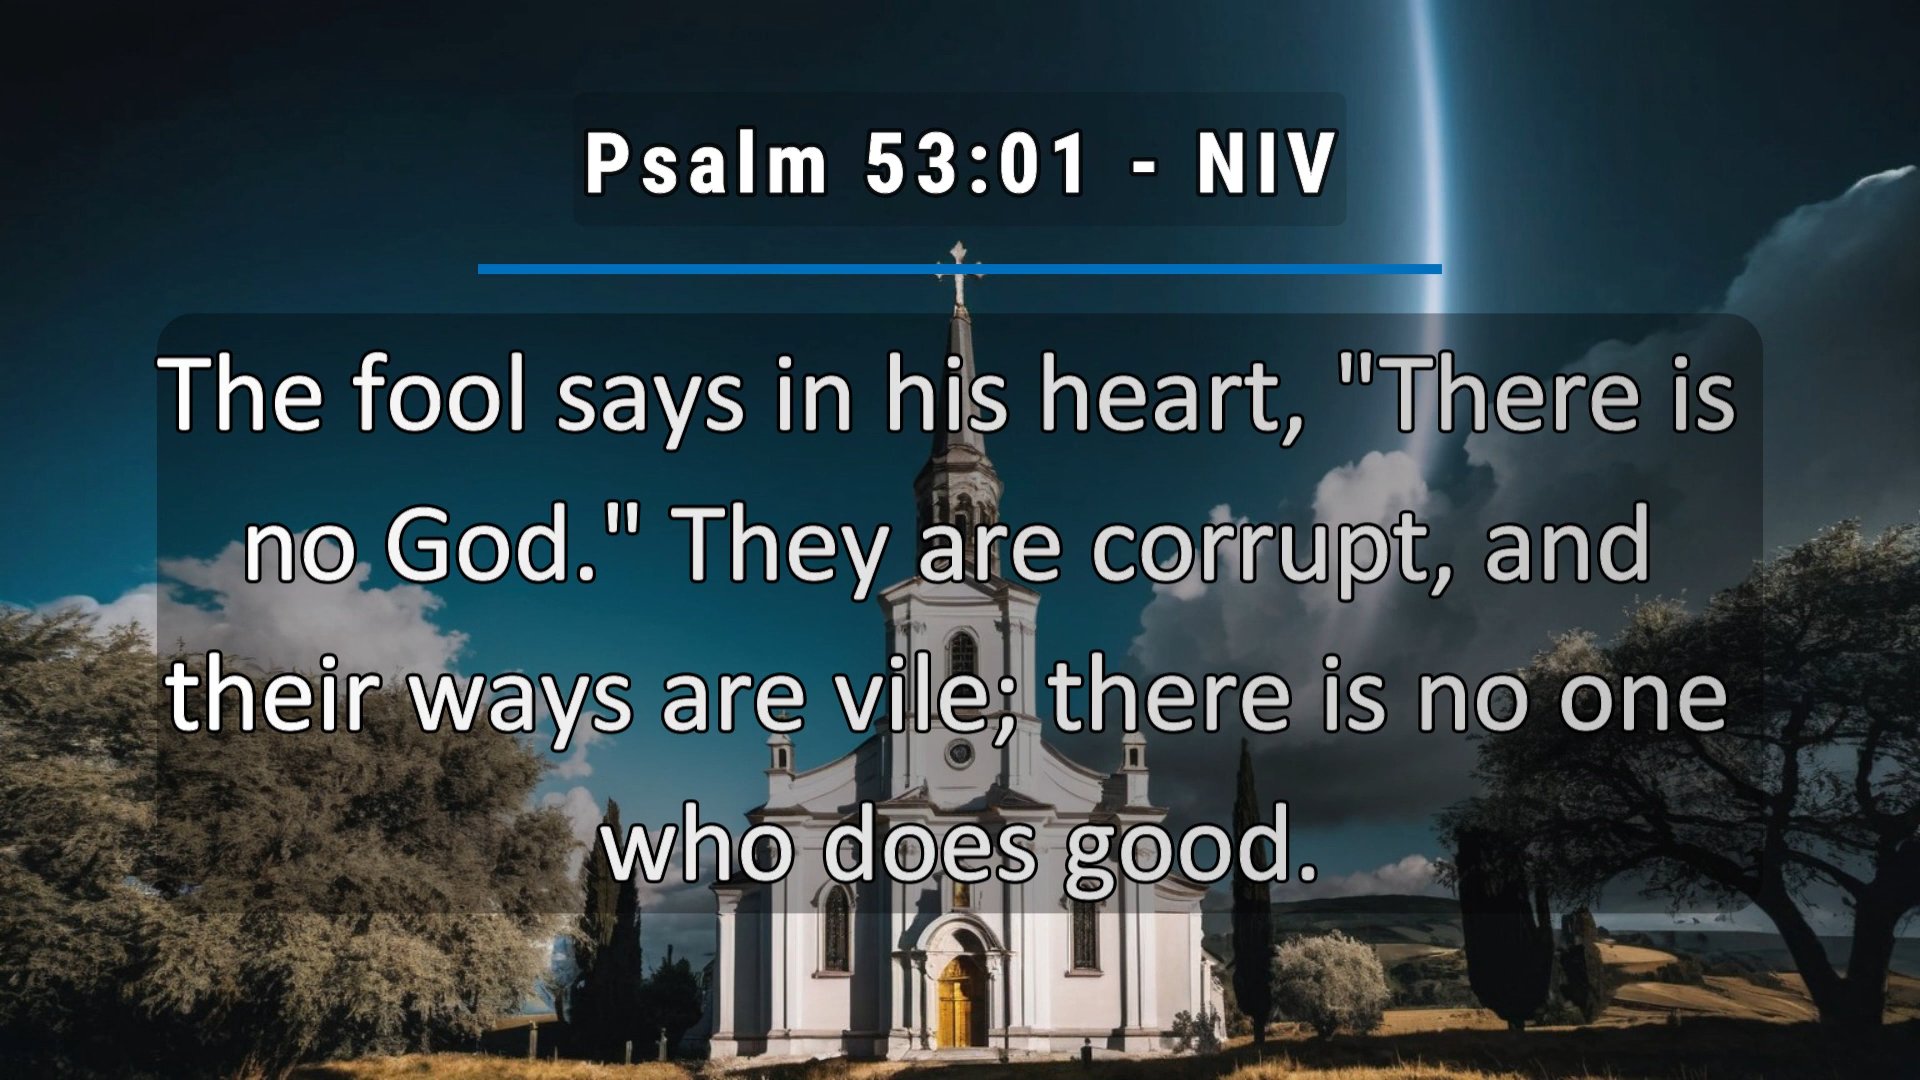 Psalm 53:01 - NIV
The fool says in his heart, "There is
no God." They are corrupt, and
their ways are vile; there is no one
who does good.